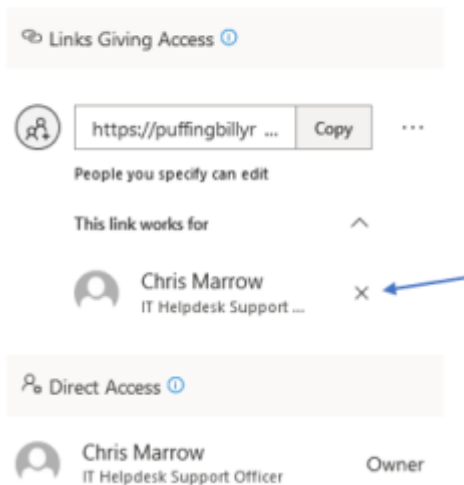 Links Giving Access
https://puffingbillyr ... Copy ...
People you specify can edit
This link works for
Chris Marrow
IT Helpdesk Support ...
Direct Access
Chris Marrow Owner
IT Helpdesk Support Officer